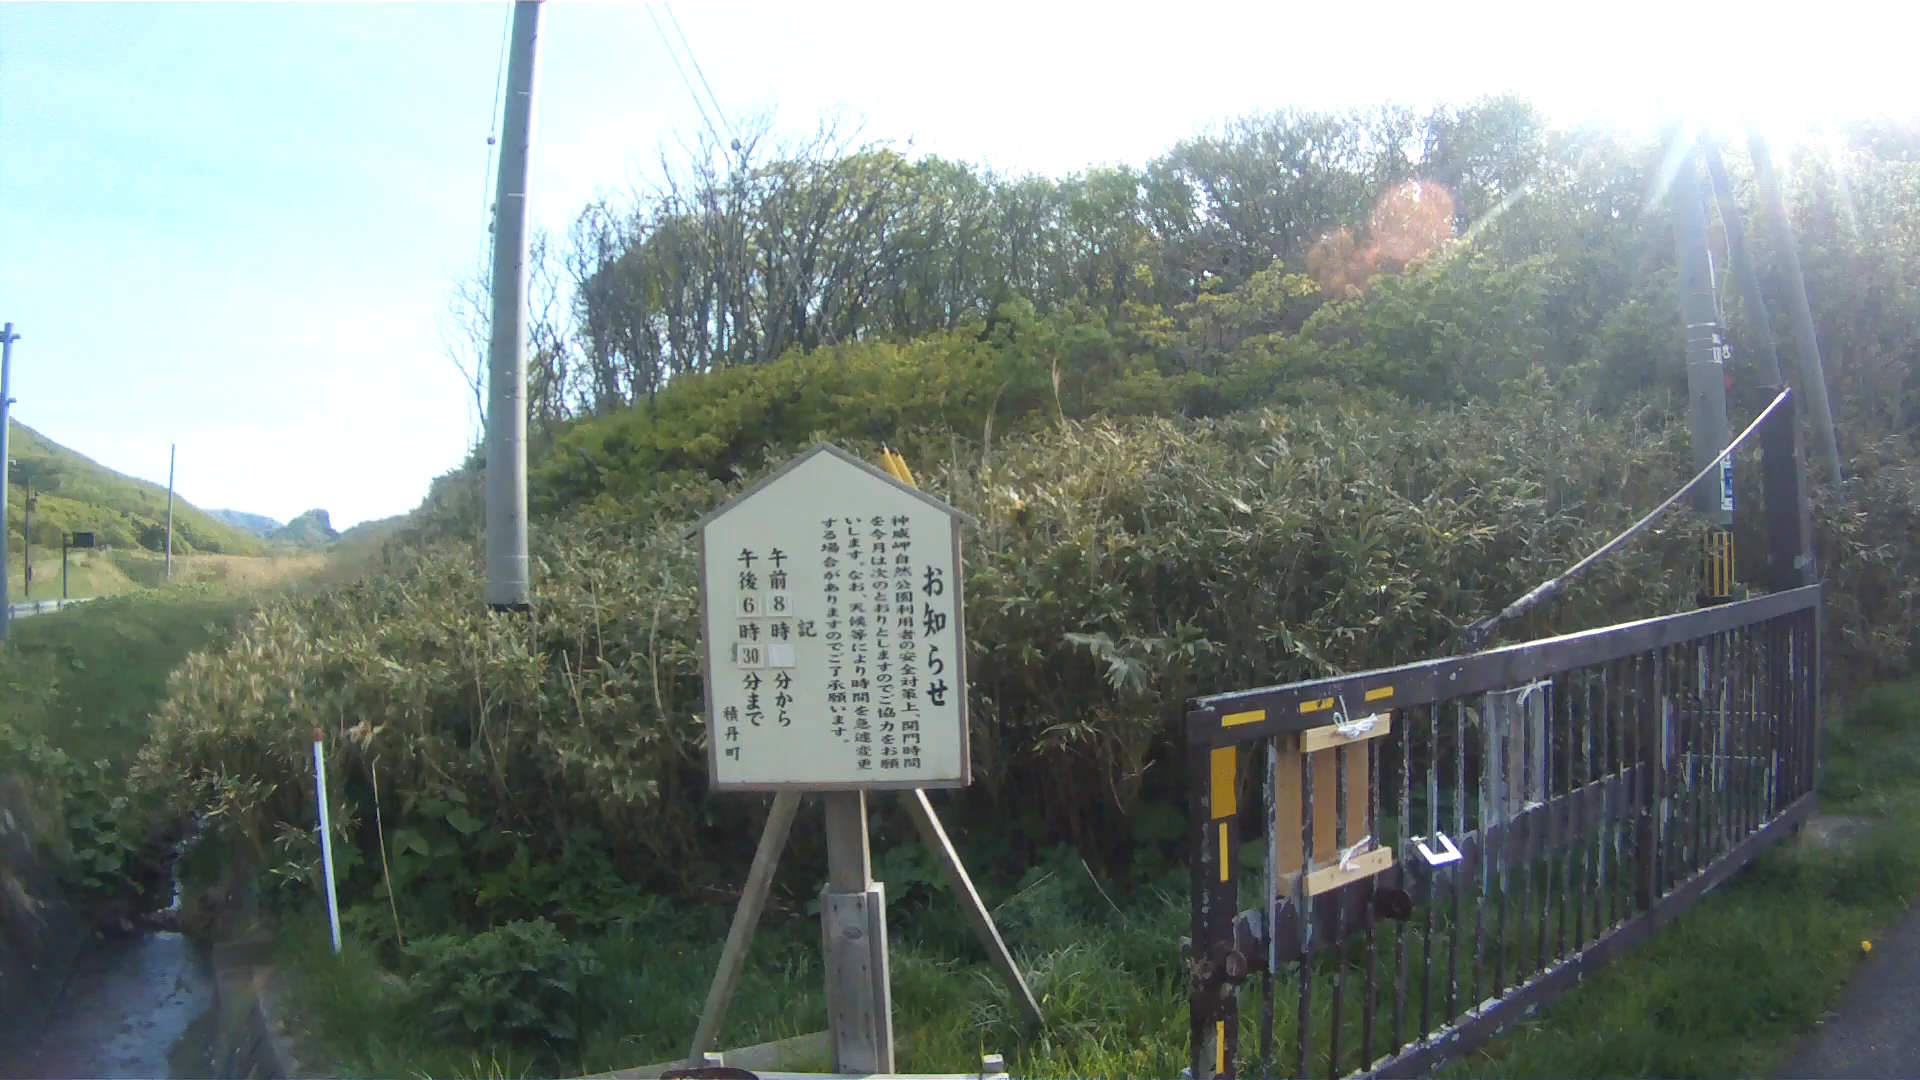 お知らせ
神威岬自然公園利用者の安全対策上、開門時間
を今月は次のとおりとしますのでご協力をお願
いします。なお、天候等により時間を急遽変更
する場合がありますのでご了承願います。
記
午前8時 分から
午後6時30分まで
積丹町